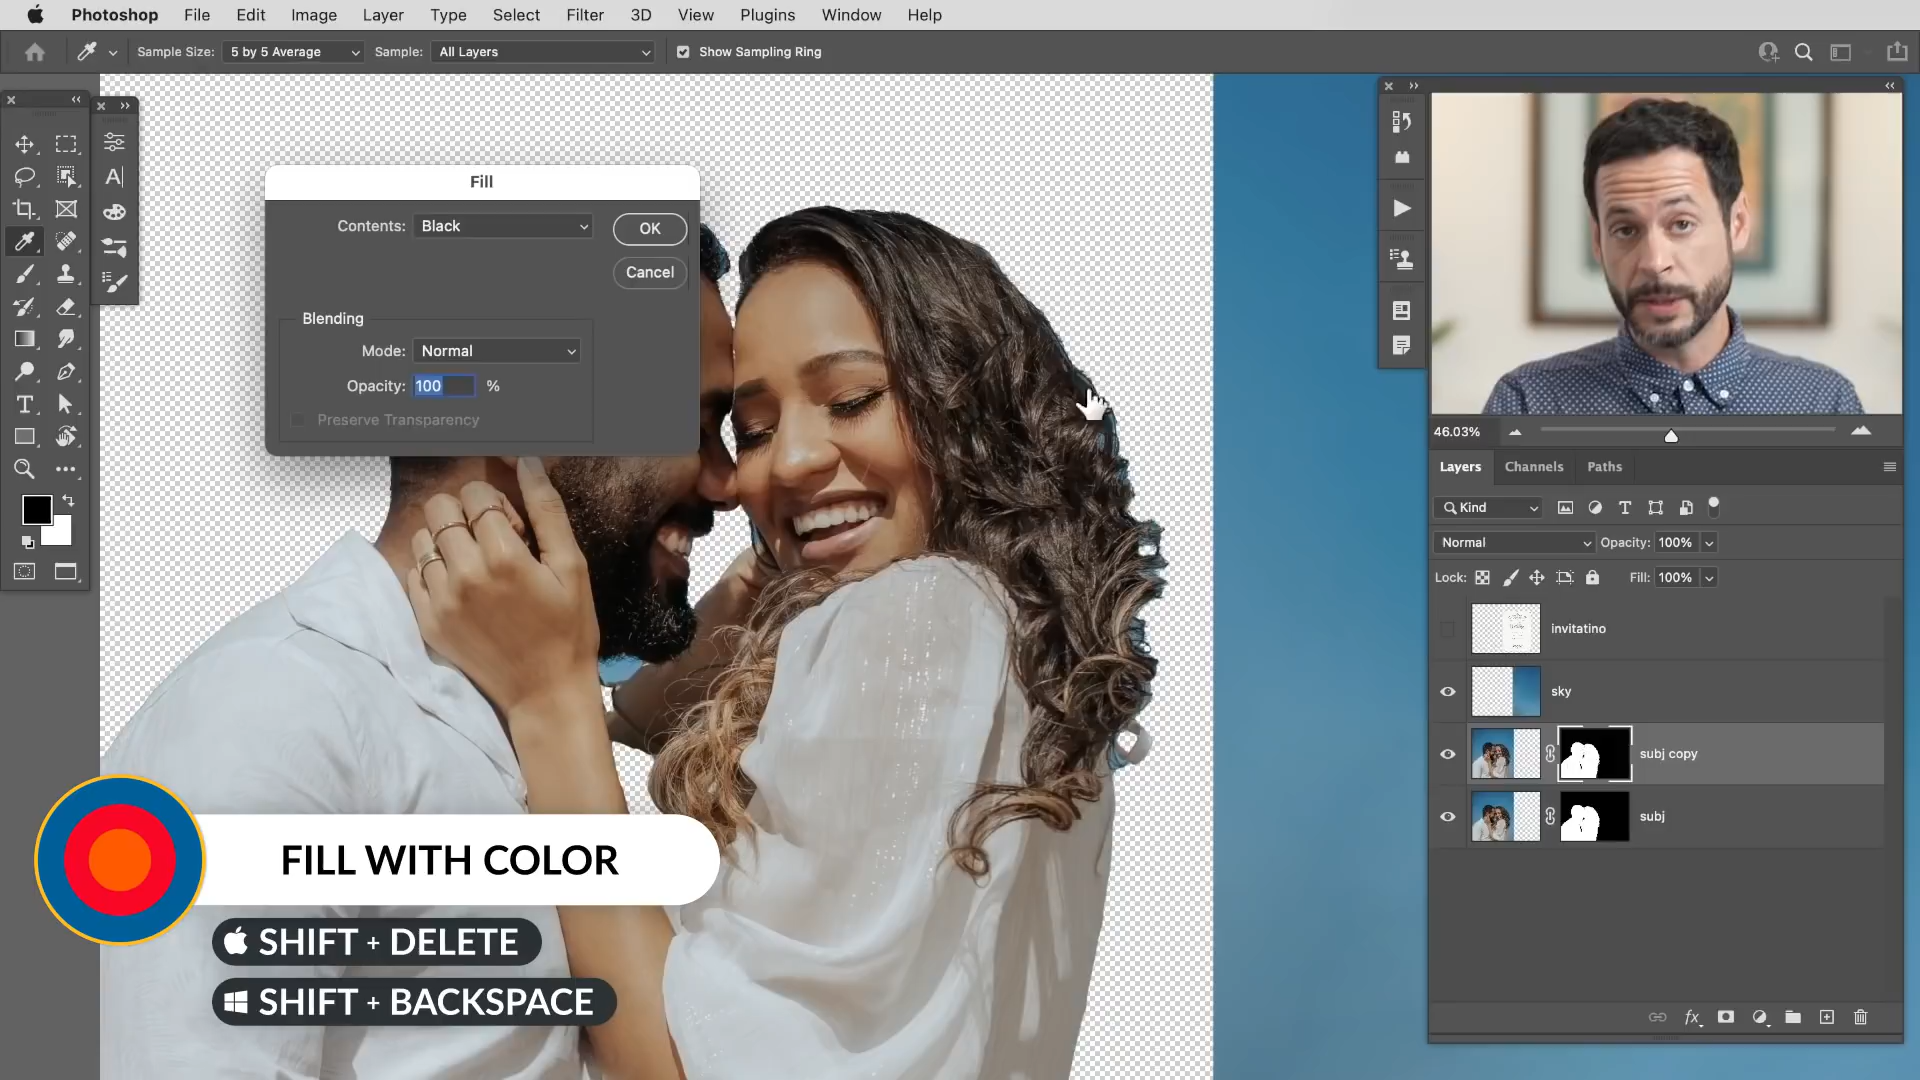 Photoshop File Edit Image Layer Type Select Filter 3D View Plugins Window Help
Sample Size: 5 by 5 Average Sample: All Layers Show Sampling Ring
Fill
Contents: Black
OK
Cancel
Blending
Mode: Normal
Opacity: 100 %
Preserve Transparency
FILL WITH COLOR
SHIFT + DELETE
SHIFT + BACKSPACE
46.03%
Layers Channels Paths
Kind
Normal Opacity: 100%
Lock: Fill: 100%
invitatino
sky
subj copy
subj
fx